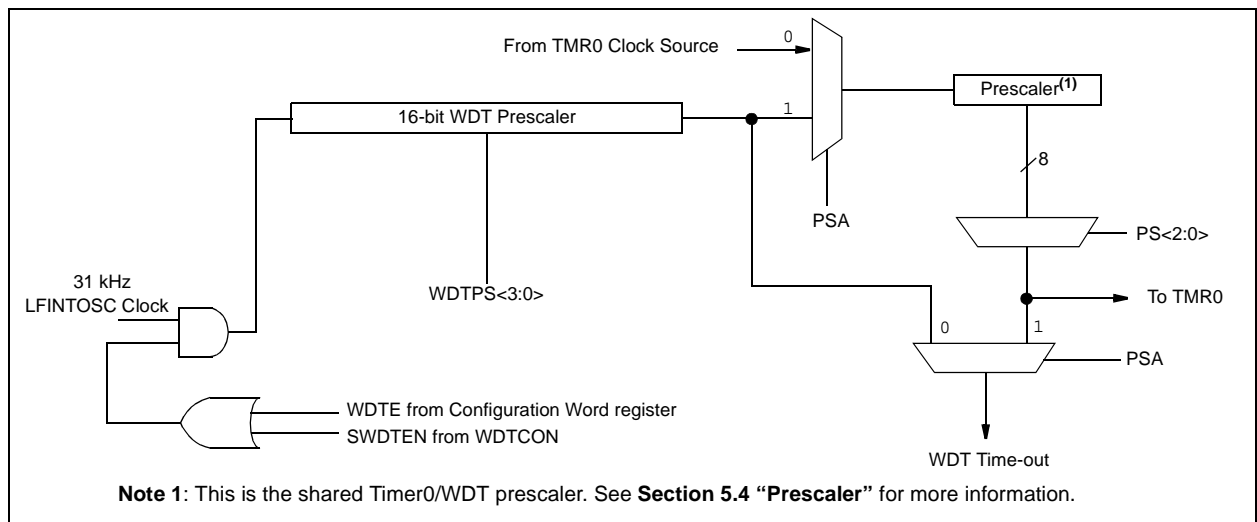 0
From TMR0 Clock Source
Prescaler(1)
16-bit WDT Prescaler
1
8
PSA
PS<2:0>
31 kHz
LFINTOSC Clock
WDTPS<3:0>
To TMR0
0
1
PSA
WDTE from Configuration Word register
SWDTEN from WDTCON
WDT Time-out
Note 1: This is the shared Timer0/WDT prescaler. See Section 5.4 “Prescaler” for more information.